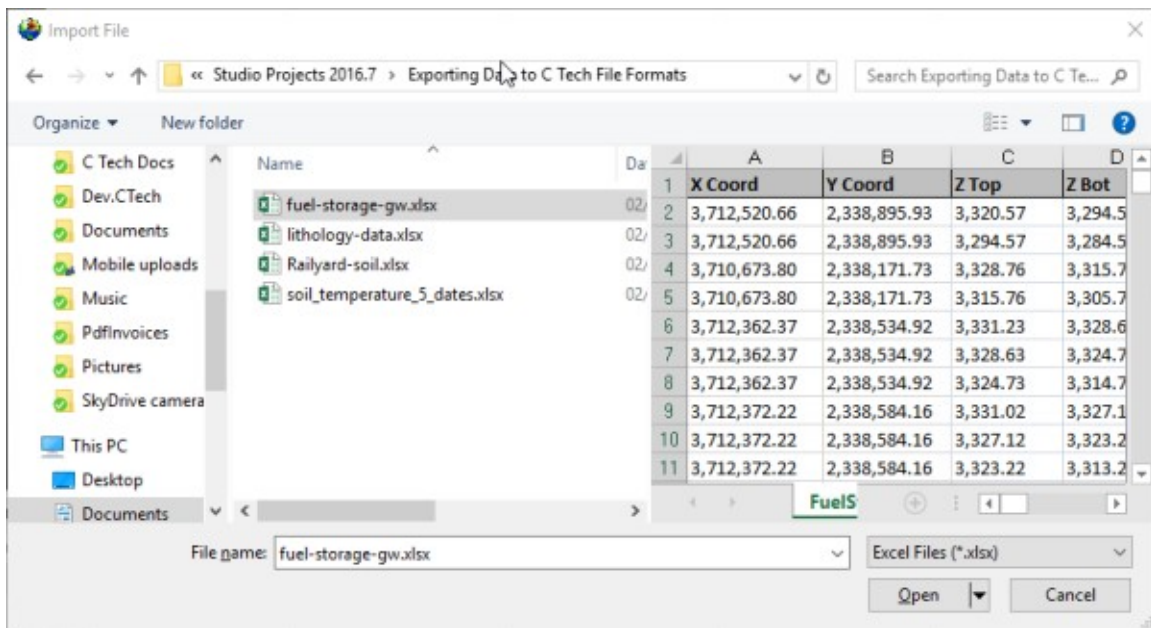 Import File
« Studio Projects 2016.7 › Exporting Data to C Tech File Formats
Search Exporting Data to C Te...
Organize New folder
C Tech Docs
Dev.CTech
Documents
Mobile uploads
Music
PdfInvoices
Pictures
SkyDrive camera
This PC
Desktop
Documents
Name Da
fuel-storage-gw.xlsx 02/
lithology-data.xlsx 02/
Railyard-soil.xlsx 02/
soil_temperature_5_dates.xlsx 02/
A B C D
1 X Coord Y Coord Z Top Z Bot
2 3,712,520.66 2,338,895.93 3,320.57 3,294.5
3 3,712,520.66 2,338,895.93 3,294.57 3,284.5
4 3,710,673.80 2,338,171.73 3,328.76 3,315.7
5 3,710,673.80 2,338,171.73 3,315.76 3,305.7
6 3,712,362.37 2,338,534.92 3,331.23 3,328.6
7 3,712,362.37 2,338,534.92 3,328.63 3,324.7
8 3,712,362.37 2,338,534.92 3,324.73 3,314.7
9 3,712,372.22 2,338,584.16 3,331.02 3,327.1
10 3,712,372.22 2,338,584.16 3,327.12 3,323.2
11 3,712,372.22 2,338,584.16 3,323.22 3,313.2
FuelS
File name: fuel-storage-gw.xlsx Excel Files (*.xlsx)
Open Cancel